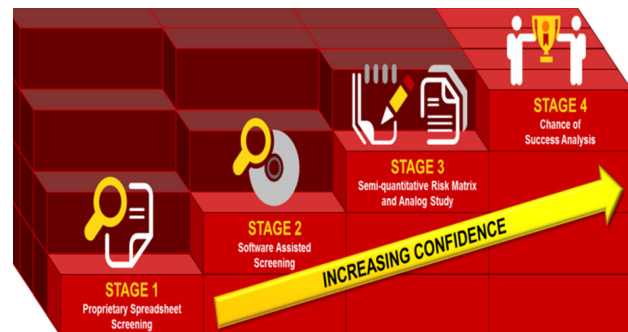 STAGE 1
Proprietary Spreadsheet
Screening
STAGE 2
Software Assisted
Screening
STAGE 3
Semi-quantitative Risk Matrix
and Analog Study
STAGE 4
Chance of
Success Analysis
INCREASING CONFIDENCE